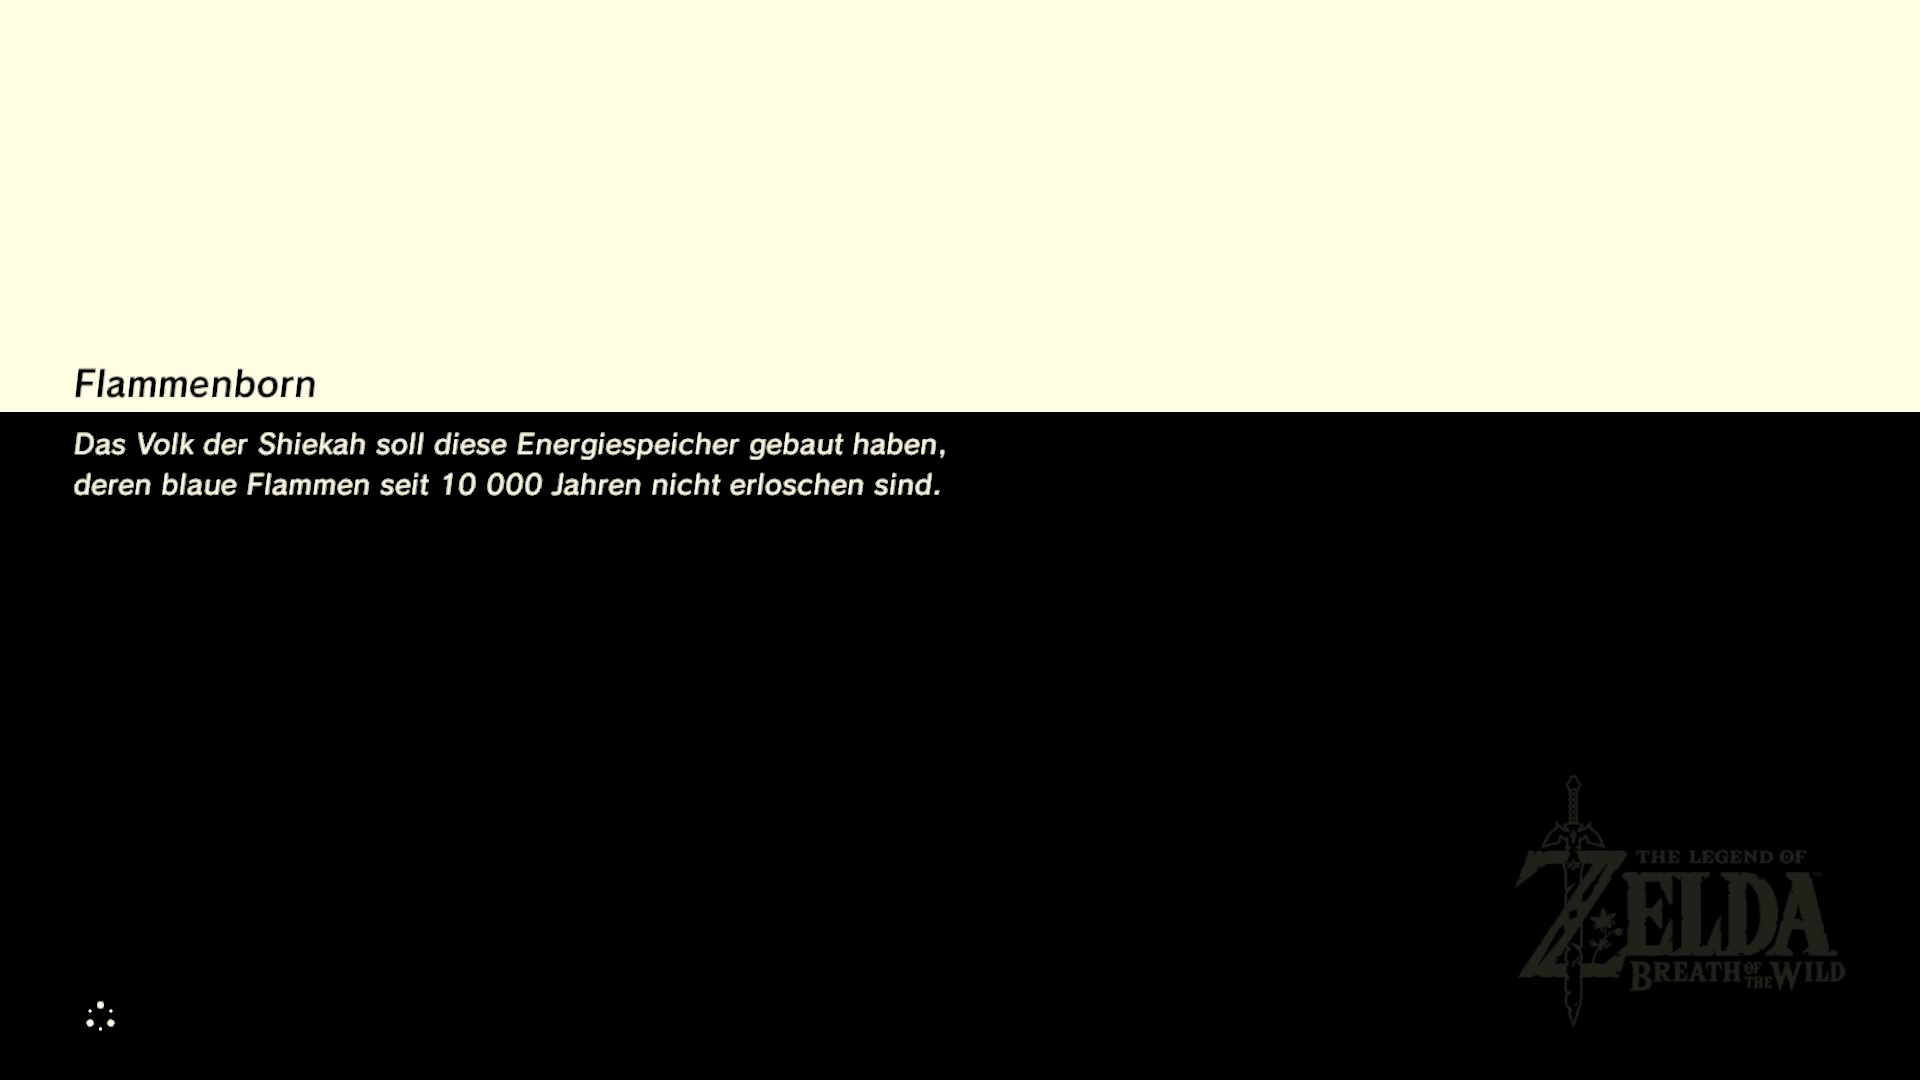 Flammenborn
Das Volk der Shiekah soll diese Energiespeicher gebaut haben,
deren blaue Flammen seit 10 000 Jahren nicht erloschen sind.
THE LEGEND OF
ZELDA
BREATH OF THE WILD